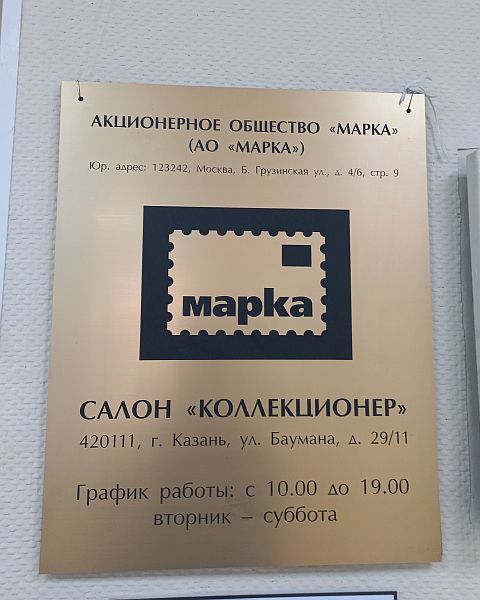 АКЦИОНЕРНОЕ ОБЩЕСТВО «МАРКА»
(АО «МАРКА»)
Юр. адрес: 123242, Москва, Б. Грузинская ул., д. 4/6, стр. 9
марка
САЛОН «КОЛЛЕКЦИОНЕР»
420111, г. Казань, ул. Баумана, д. 29/11
График работы: с 10.00 до 19.00
вторник – суббота